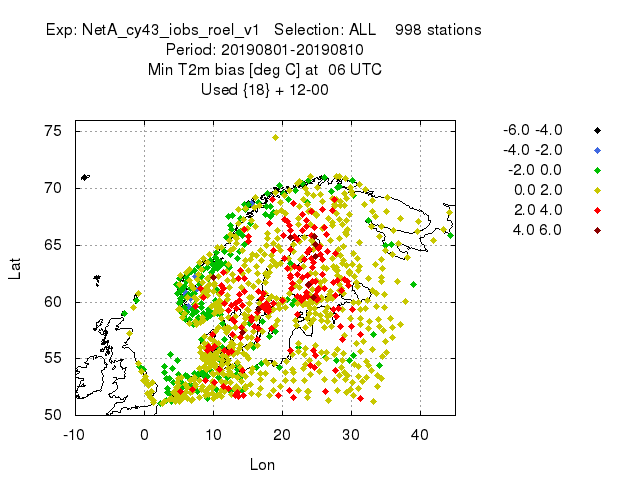 Exp: NetA_cy43_iobs_roel_v1 Selection: ALL 998 stations
Period: 20190801-20190810
Min T2m bias [deg C] at 06 UTC
Used {18} + 12-00
75
70
65
60
55
50
Lat
-10 0 10 20 30 40
Lon
-6.0 -4.0
-4.0 -2.0
-2.0 0.0
0.0 2.0
2.0 4.0
4.0 6.0